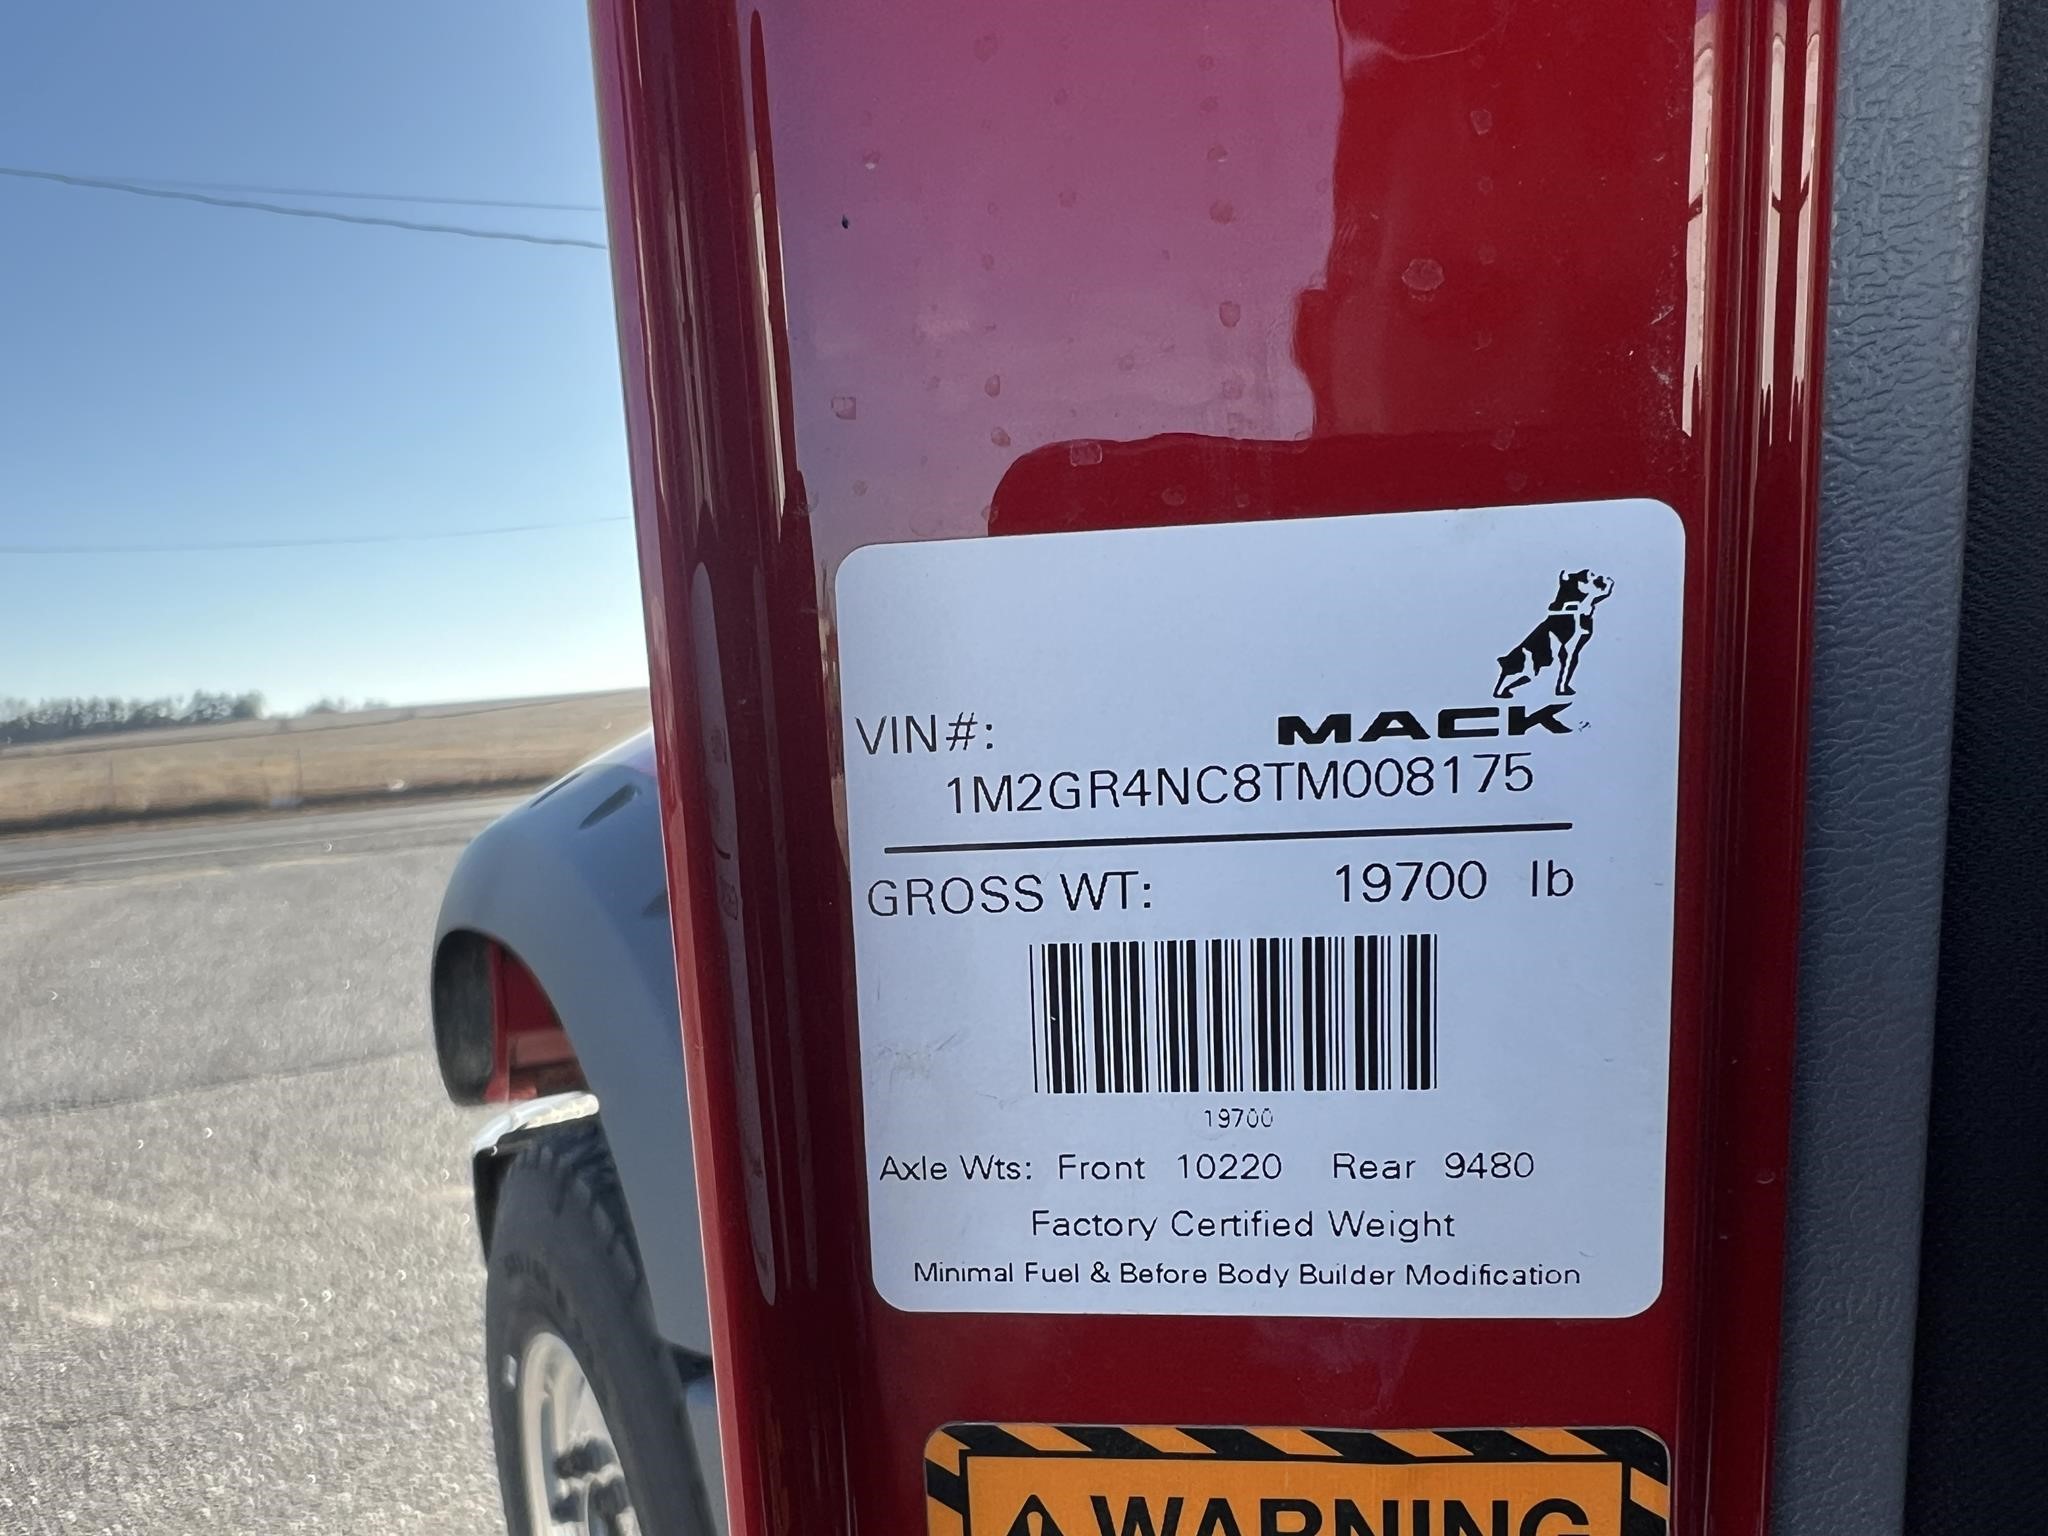 MACK
VIN#:
1M2GR4NC8TM008175
GROSS WT: 19700 lb
19700
Axle Wts: Front 10220 Rear 9480
Factory Certified Weight
Minimal Fuel & Before Body Builder Modification
WARNING